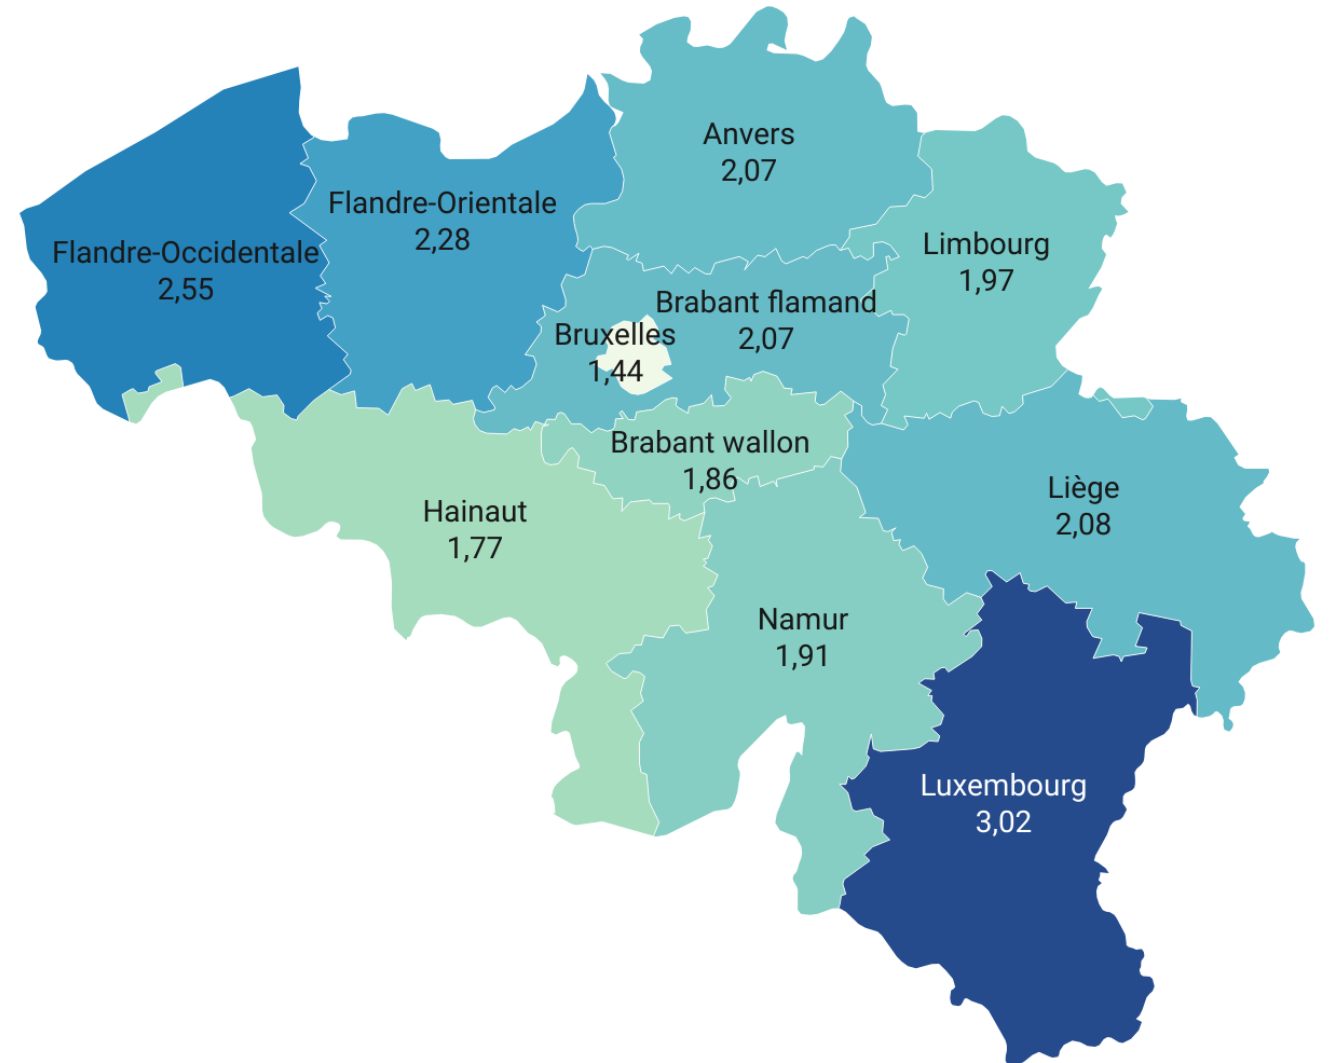 Anvers
2,07
Flandre-Orientale
2,28
Flandre-Occidentale
2,55
Limbourg
1,97
Brabant flamand
2,07
Bruxelles
1,44
Brabant wallon
1,86
Hainaut
1,77
Liège
2,08
Namur
1,91
Luxembourg
3,02